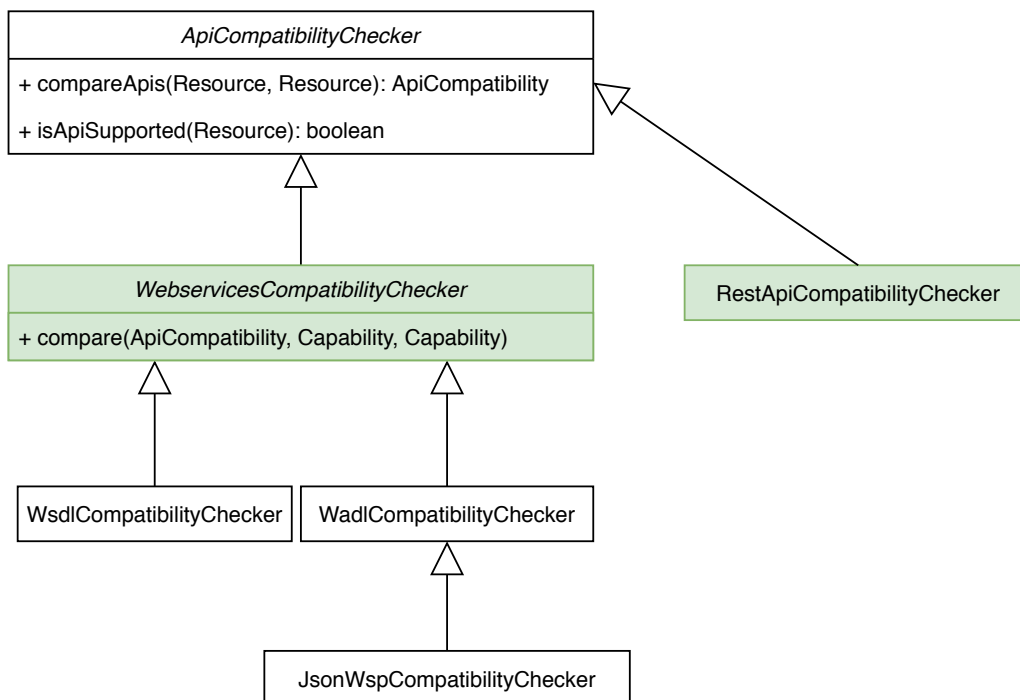 ApiCompatibilityChecker
+ compareApis(Resource, Resource): ApiCompatibility
+ isApiSupported(Resource): boolean
WebservicesCompatibilityChecker
+ compare(ApiCompatibility, Capability, Capability)
RestApiCompatibilityChecker
WsdlCompatibilityChecker
WadlCompatibilityChecker
JsonWspCompatibilityChecker